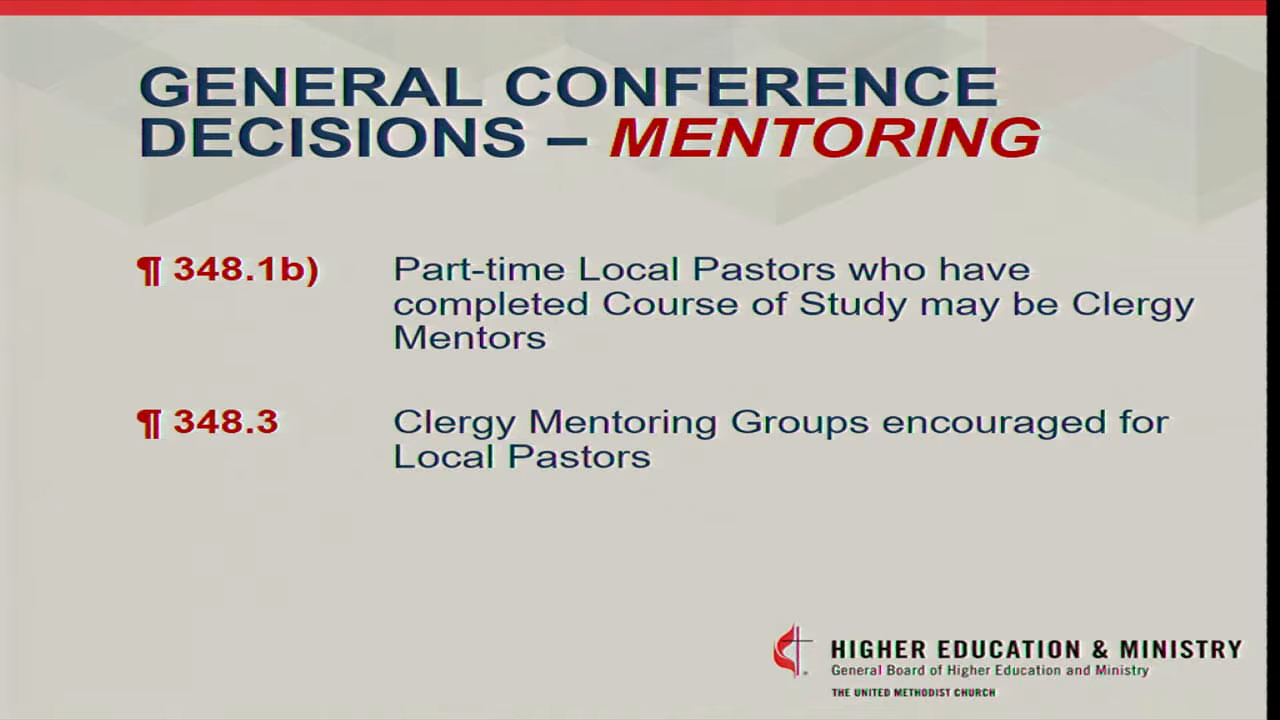 GENERAL CONFERENCE
DECISIONS – MENTORING
¶ 348.1b) Part-time Local Pastors who have
completed Course of Study may be Clergy
Mentors
¶ 348.3 Clergy Mentoring Groups encouraged for
Local Pastors
HIGHER EDUCATION & MINISTRY
General Board of Higher Education and Ministry
THE UNITED METHODIST CHURCH